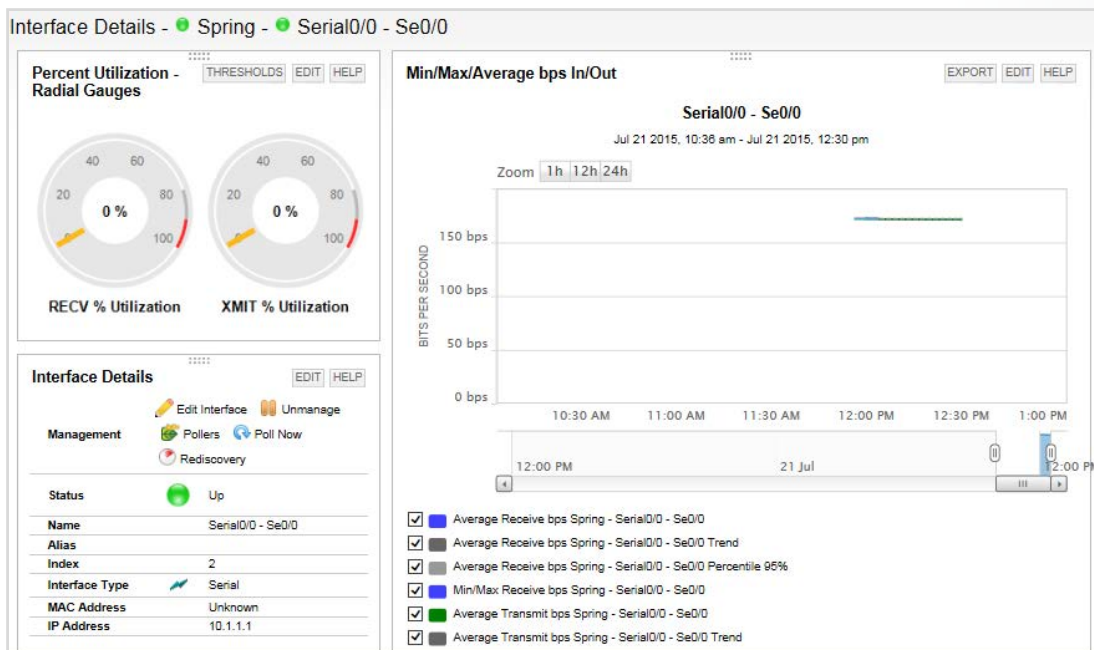 Interface Details - Spring - Serial0/0 - Se0/0
Percent Utilization - Radial Gauges
THRESHOLDS EDIT HELP
0 20 40 60 80 100
0 %
RECV % Utilization
0 20 40 60 80 100
0 %
XMIT % Utilization
Interface Details
EDIT HELP
Management
Edit Interface Unmanage
Pollers Poll Now
Rediscovery
Status Up
Name Serial0/0 - Se0/0
Alias
Index 2
Interface Type Serial
MAC Address Unknown
IP Address 10.1.1.1
Min/Max/Average bps In/Out
EXPORT EDIT HELP
Serial0/0 - Se0/0
Jul 21 2015, 10:36 am - Jul 21 2015, 12:30 pm
Zoom 1h 12h 24h
BITS PER SECOND
150 bps
100 bps
50 bps
0 bps
10:30 AM 11:00 AM 11:30 AM 12:00 PM 12:30 PM 1:00 PM
12:00 PM 21 Jul 12:00 PM
Average Receive bps Spring - Serial0/0 - Se0/0
Average Receive bps Spring - Serial0/0 - Se0/0 Trend
Average Receive bps Spring - Serial0/0 - Se0/0 Percentile 95%
Min/Max Receive bps Spring - Serial0/0 - Se0/0
Average Transmit bps Spring - Serial0/0 - Se0/0
Average Transmit bps Spring - Serial0/0 - Se0/0 Trend